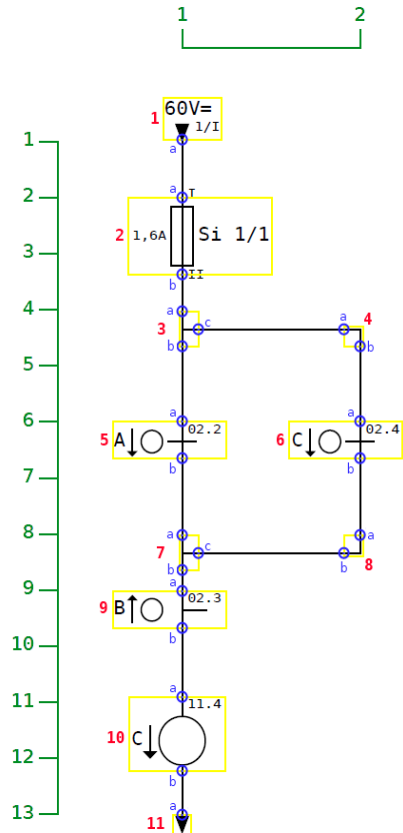 1 2
60V=
1 1/I
1 a
2 a I
2 1,6A Si 1/1
3
b II
4 a
3 c a 4
b b
5
6 a a
5 A 02.2 6 C 02.4
b b
7
8 a a
7 c
b b 8
9 a
9 B 02.3
10 b
11 a
11.4
10 C
12
b
13 a
11